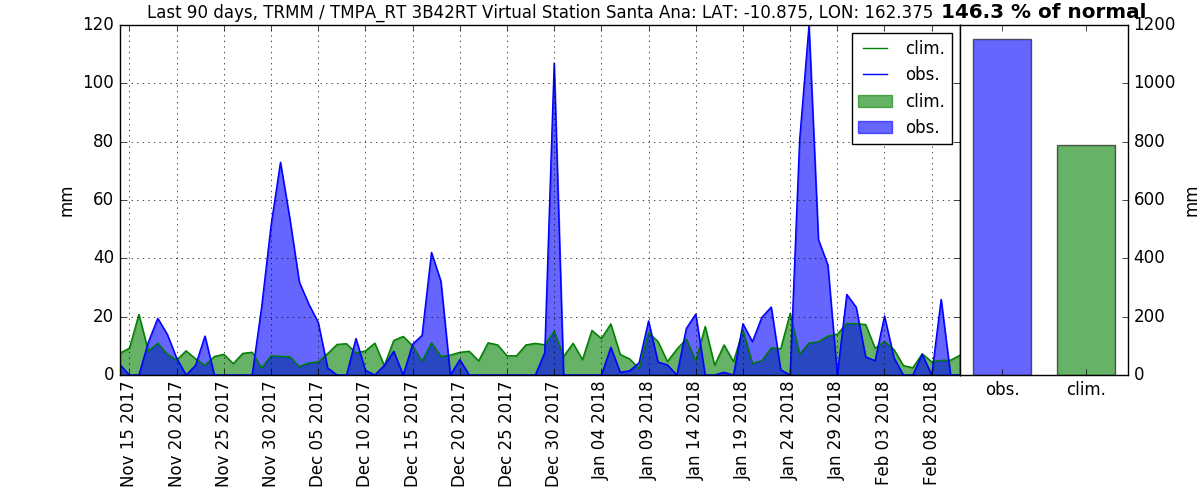 Last 90 days, TRMM / TMPA_RT 3B42RT Virtual Station Santa Ana: LAT: -10.875, LON: 162.375 146.3 % of normal
mm
120
100
80
60
40
20
0
clim.
obs.
clim.
obs.
1200
1000
800
600
400
200
0
mm
Nov 15 2017
Nov 20 2017
Nov 25 2017
Nov 30 2017
Dec 05 2017
Dec 10 2017
Dec 15 2017
Dec 20 2017
Dec 25 2017
Dec 30 2017
Jan 04 2018
Jan 09 2018
Jan 14 2018
Jan 19 2018
Jan 24 2018
Jan 29 2018
Feb 03 2018
Feb 08 2018
obs.
clim.